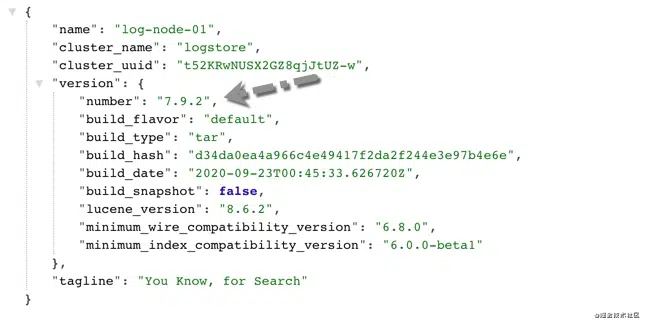 {
"name": "log-node-01",
"cluster_name": "logstore",
"cluster_uuid": "t52KRwNUSX2GZ8qjJtUZ-w",
"version": {
"number": "7.9.2",
"build_flavor": "default",
"build_type": "tar",
"build_hash": "d34da0ea4a966c4e49417f2da2f244e3e97b4e6e",
"build_date": "2020-09-23T00:45:33.626720Z",
"build_snapshot": false,
"lucene_version": "8.6.2",
"minimum_wire_compatibility_version": "6.8.0",
"minimum_index_compatibility_version": "6.0.0-beta1"
},
"tagline": "You Know, for Search"
}
@掘金技术社区